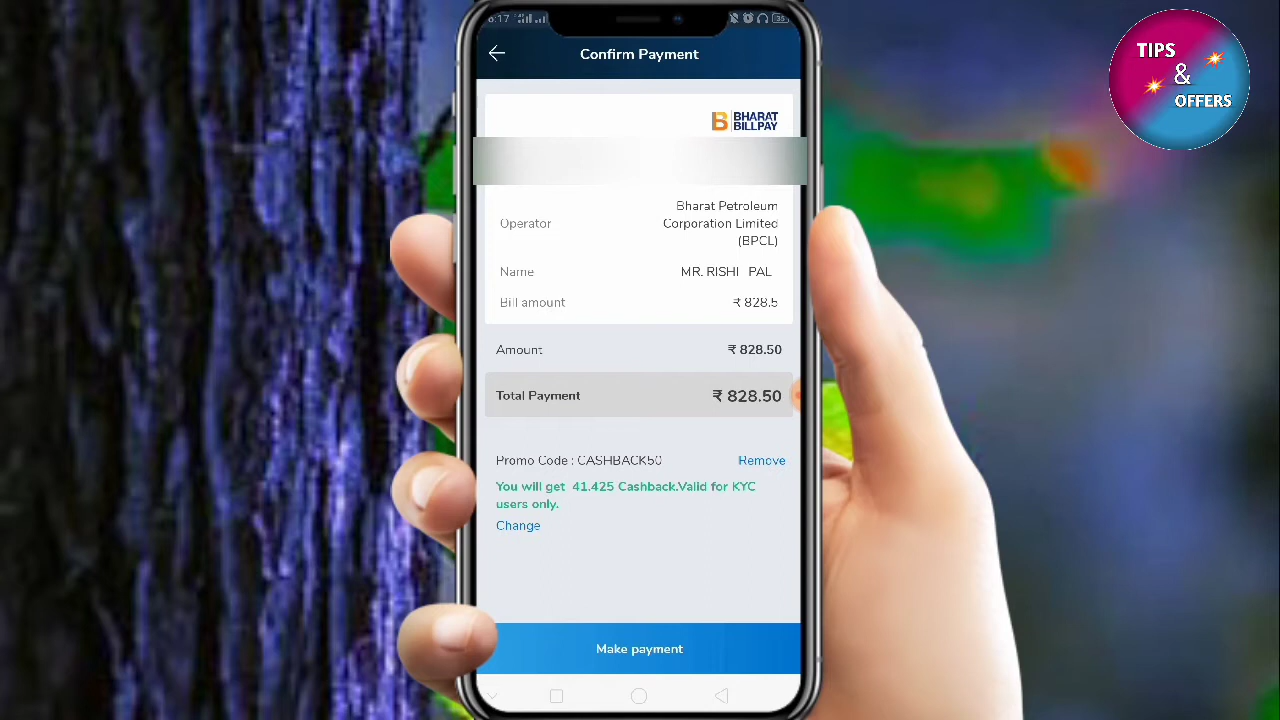 6:17
Confirm Payment
TIPS
&
OFFERS
BHARAT
BILLPAY
Operator
Bharat Petroleum
Corporation Limited
(BPCL)
Name MR. RISHI PAL
Bill amount ₹ 828.5
Amount ₹ 828.50
Total Payment ₹ 828.50
Promo Code : CASHBACK50 Remove
You will get 41.425 Cashback.Valid for KYC
users only.
Change
Make payment